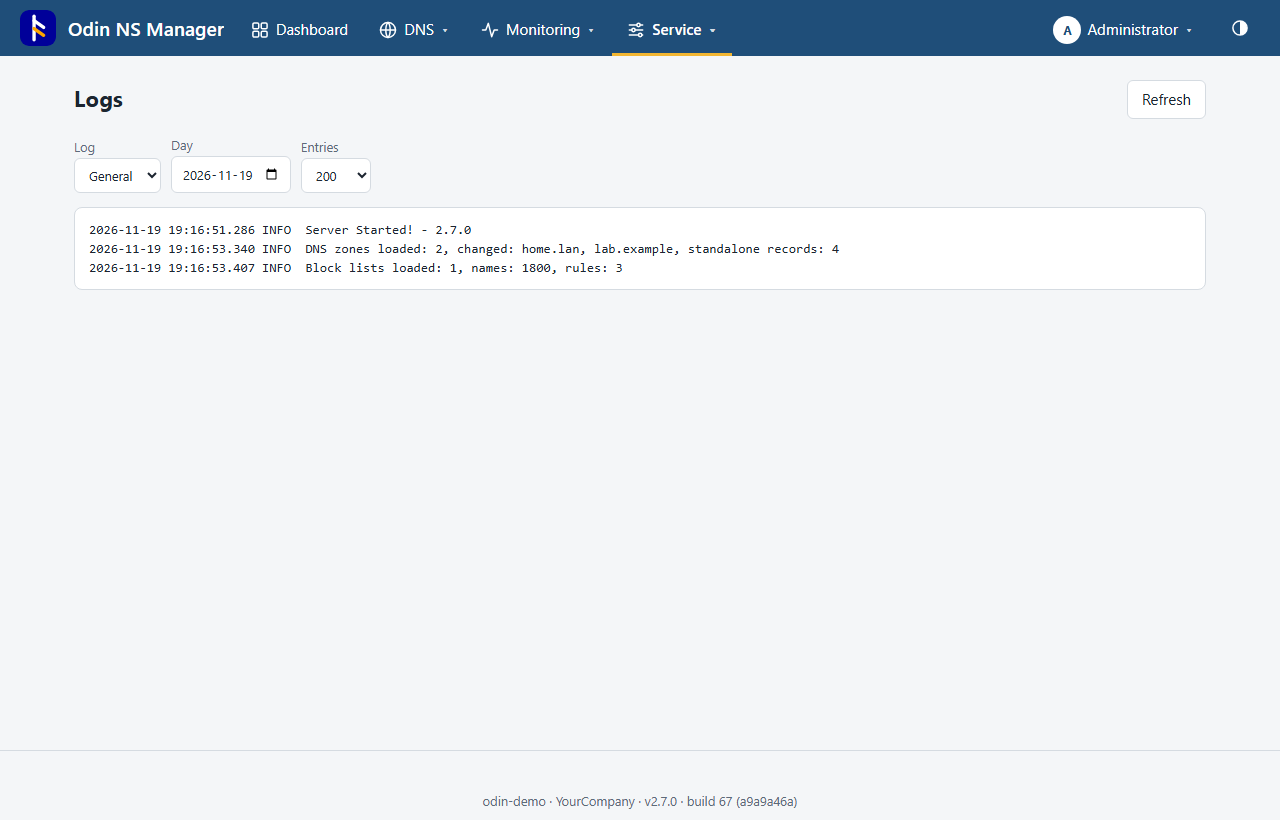 Odin NS Manager Dashboard DNS Monitoring Service A Administrator
Logs Refresh
Log Day Entries
General 2026-11-19 200
2026-11-19 19:16:51.286 INFO  Server Started! - 2.7.0
2026-11-19 19:16:53.340 INFO  DNS zones loaded: 2, changed: home.lan, lab.example, standalone records: 4
2026-11-19 19:16:53.407 INFO  Block lists loaded: 1, names: 1800, rules: 3
odin-demo · YourCompany · v2.7.0 · build 67 (a9a9a46a)